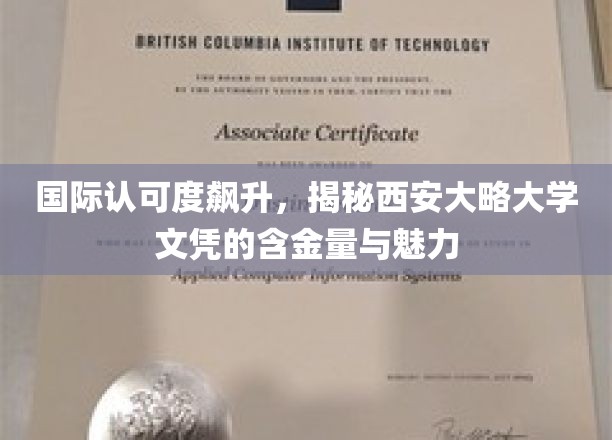 BRITISH COLUMBIA INSTITUTE OF TECHNOLOGY
THE BOARD OF GOVERNORS AND THE PRESIDENT,
BY THE AUTHORITY VESTED IN THEM, CERTIFY THAT THE
Associate Certificate
国际认可度飙升，揭秘西安大略大学
文凭的含金量与魅力
Applied Computer Information Systems